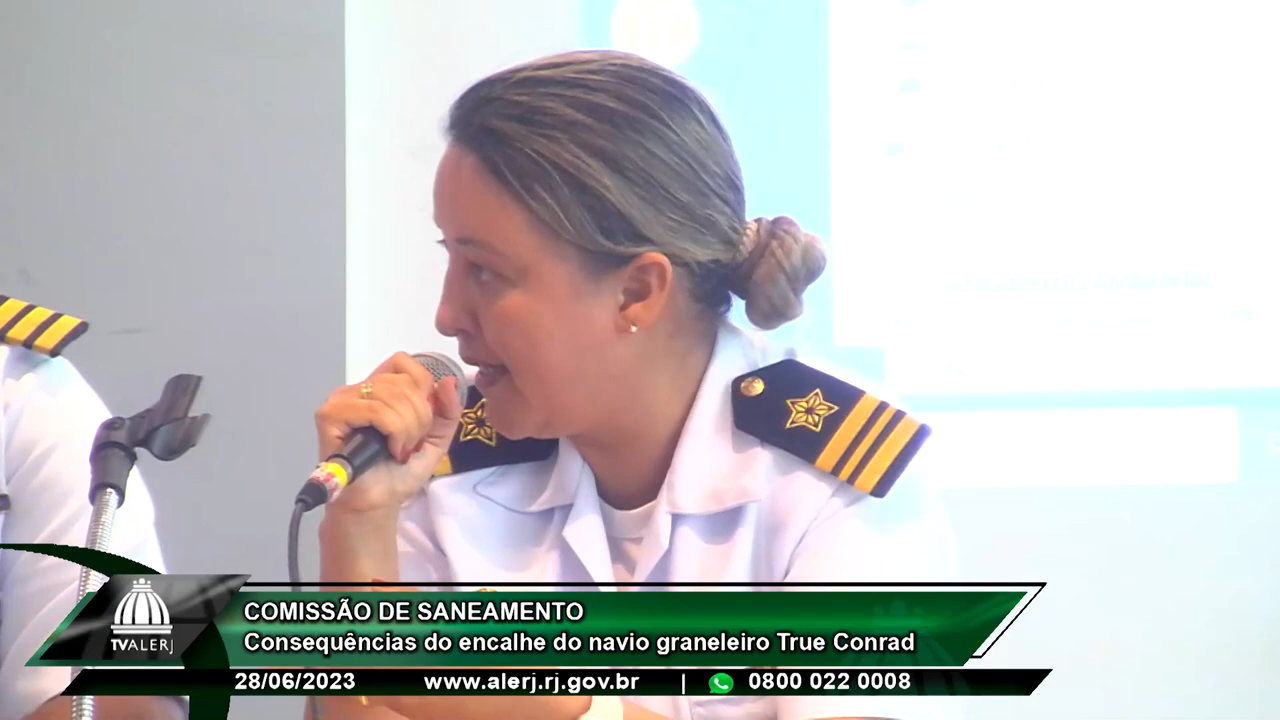 COMISSÃO DE SANEAMENTO
Consequências do encalhe do navio graneleiro True Conrad
TVALERJ
28/06/2023 www.alerj.rj.gov.br | 0800 022 0008